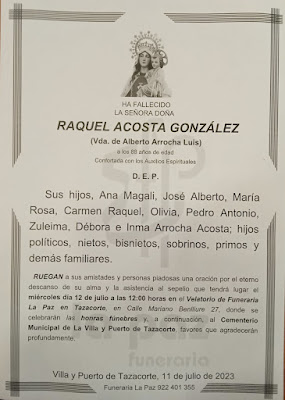 HA FALLECIDO
LA SEÑORA DOÑA
RAQUEL ACOSTA GONZÁLEZ
(Vda. de Alberto Arrocha Luis)
a los 88 años de edad
Confortada con los Auxilios Espirituales
D. E. P.
Sus hijos, Ana Magali, José Alberto, María
Rosa, Carmen Raquel, Olivia, Pedro Antonio,
Zuleima, Débora e Inma Arrocha Acosta; hijos
políticos, nietos, bisnietos, sobrinos, primos y
demás familiares.
RUEGAN a sus amistades y personas piadosas una oración por el eterno
descanso de su alma y la asistencia al sepelio que tendrá lugar el
miércoles día 12 de julio a las 12:00 horas en el Velatorio de Funeraria
La Paz en Tazacorte, en Calle Mariano Benlliure 27, donde se
celebrarán las honras fúnebres y, a continuación, al Cementerio
Municipal de La Villa y Puerto de Tazacorte, favores que agradecerán
profundamente.
la paz
funeraria
Villa y Puerto de Tazacorte, 11 de julio de 2023
Funeraria La Paz 922 401 355